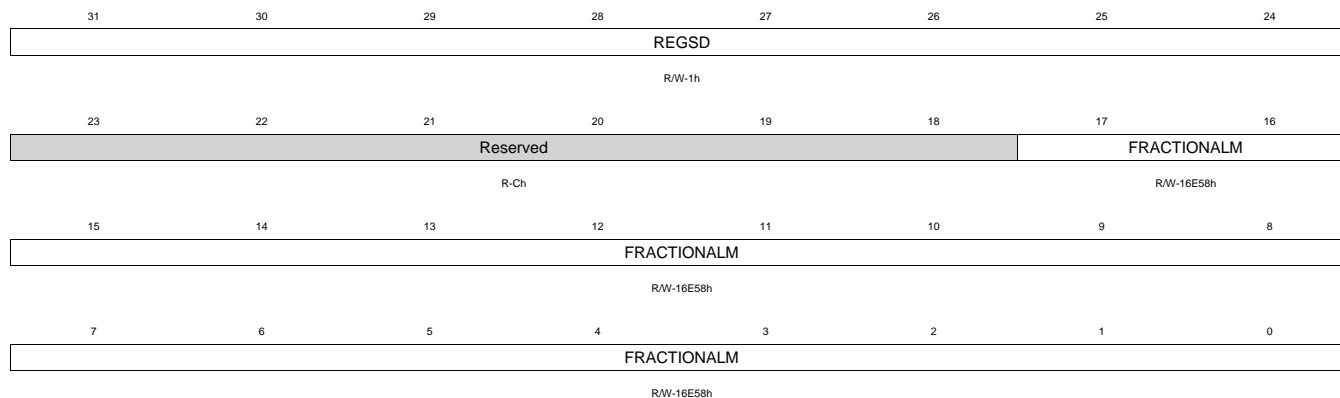 31 30 29 28 27 26 25 24
REGSD
R/W-1h
23 22 21 20 19 18 17 16
Reserved FRACTIONALM
R-Ch R/W-16E58h
15 14 13 12 11 10 9 8
FRACTIONALM
R/W-16E58h
7 6 5 4 3 2 1 0
FRACTIONALM
R/W-16E58h